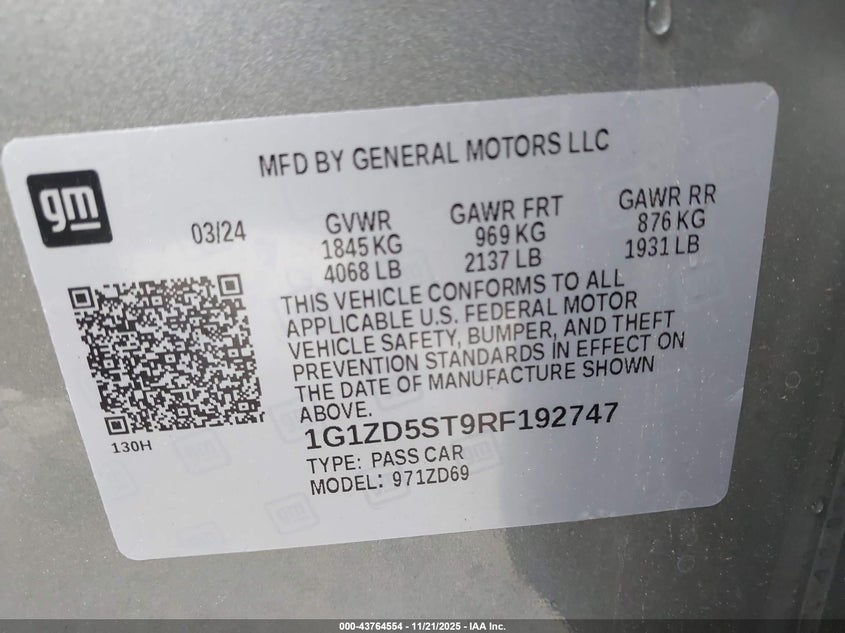 MFD BY GENERAL MOTORS LLC
gm
03/24
GVWR
1845 KG
4068 LB
GAWR FRT
969 KG
2137 LB
GAWR RR
876 KG
1931 LB
THIS VEHICLE CONFORMS TO ALL
APPLICABLE U.S. FEDERAL MOTOR
VEHICLE SAFETY, BUMPER, AND THEFT
PREVENTION STANDARDS IN EFFECT ON
THE DATE OF MANUFACTURE SHOWN
ABOVE.
130H
1G1ZD5ST9RF192747
TYPE: PASS CAR
MODEL: 971ZD69
000-43764554 - 11/21/2025 - IAA Inc.